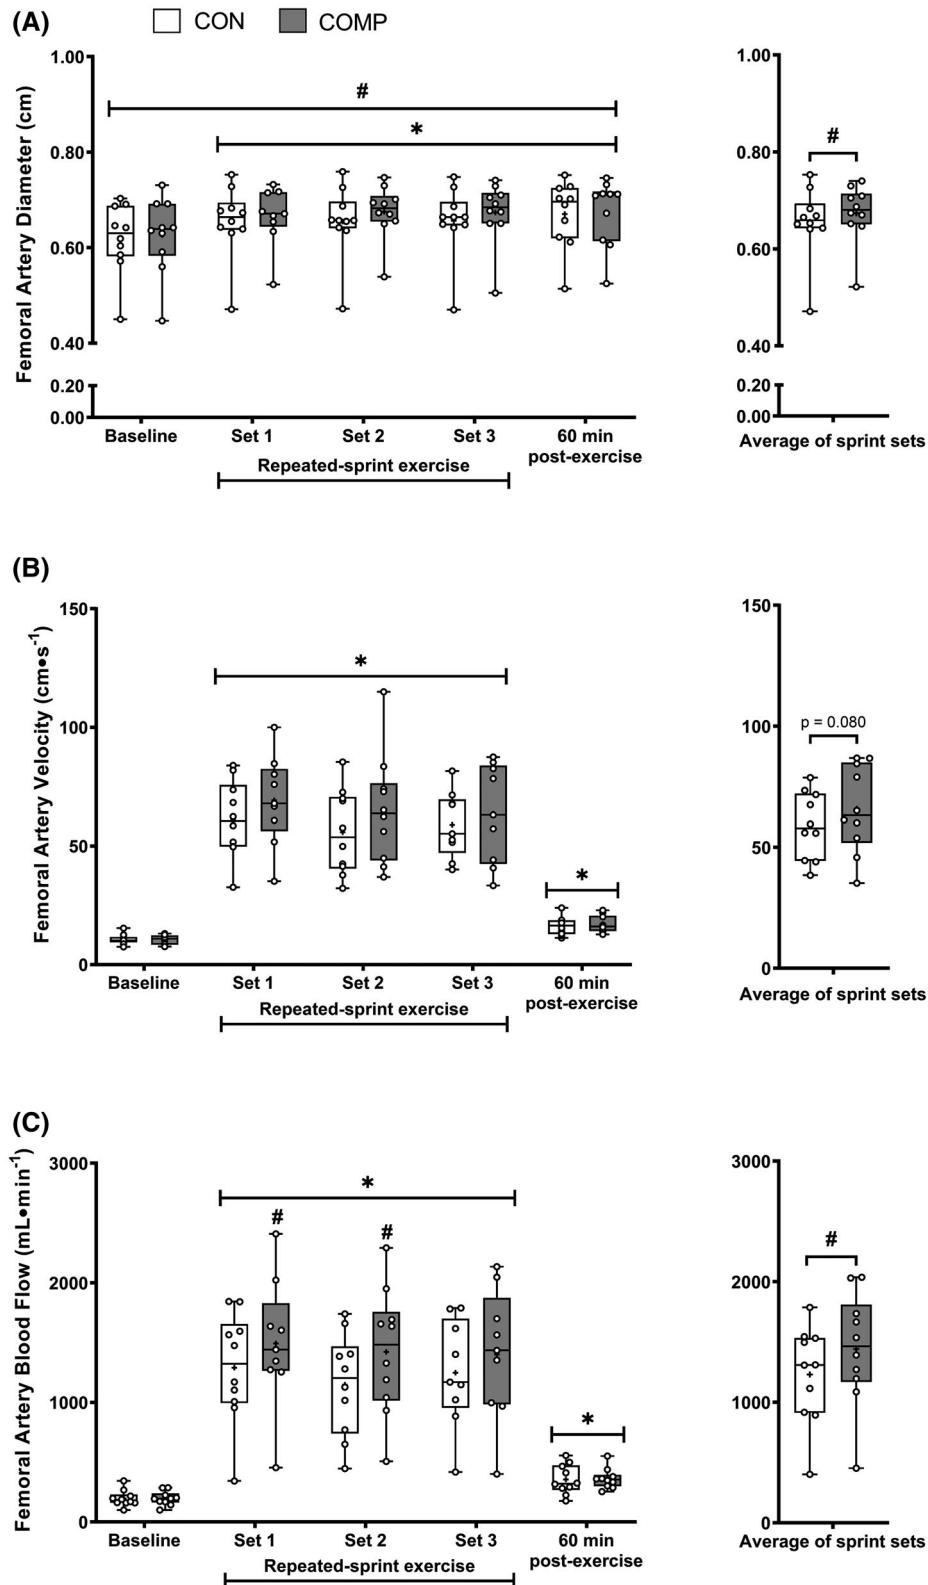 (A)
CON COMP
Femoral Artery Diameter (cm)
1.00
0.80
0.60
0.40
0.20
0.00
#
*
Baseline Set 1 Set 2 Set 3 60 min
post-exercise
Repeated-sprint exercise
1.00
0.80
0.60
0.40
0.20
0.00
#
Average of sprint sets
(B)
Femoral Artery Velocity (cm•s⁻¹)
150
100
50
0
*
*
Baseline Set 1 Set 2 Set 3 60 min
post-exercise
Repeated-sprint exercise
150
100
50
0
p = 0.080
Average of sprint sets
(C)
Femoral Artery Blood Flow (mL•min⁻¹)
3000
2000
1000
0
*
# #
*
Baseline Set 1 Set 2 Set 3 60 min
post-exercise
Repeated-sprint exercise
3000
2000
1000
0
#
Average of sprint sets